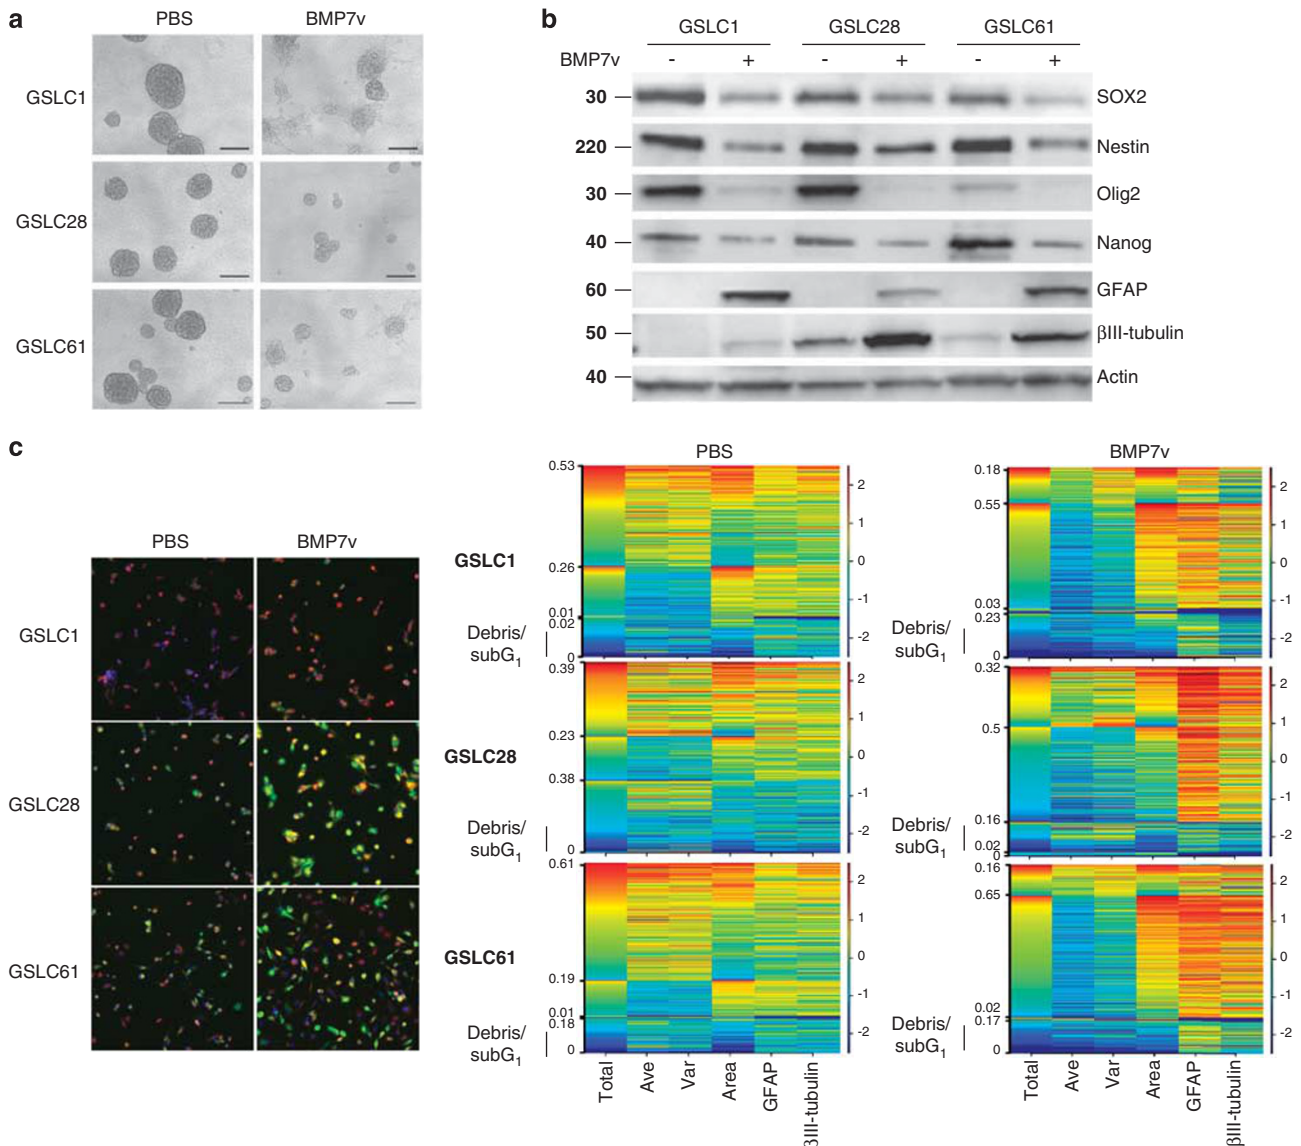 a
PBS
BMP7v
GSLC1
GSLC28
GSLC61
b
GSLC1
GSLC28
GSLC61
BMP7v
-
+
-
+
-
+
30
SOX2
220
Nestin
30
Olig2
40
Nanog
60
GFAP
50
βIII-tubulin
40
Actin
c
PBS
BMP7v
GSLC1
GSLC28
GSLC61
PBS
GSLC1
0.53
0.26
0.01
0.02
0
Debris/
subG1
2
1
0
-1
-2
GSLC28
0.39
0.23
0.38
0
Debris/
subG1
2
1
0
-1
-2
GSLC61
0.61
0.19
0.01
0.18
0
Debris/
subG1
2
1
0
-1
-2
Total
Ave
Var
Area
GFAP
βIII-tubulin
BMP7v
0.18
0.55
0.03
0.23
0
Debris/
subG1
2
1
0
-1
-2
0.32
0.5
0.16
0.02
0
Debris/
subG1
2
1
0
-1
-2
0.16
0.65
0.02
0.17
0
Debris/
subG1
2
1
0
-1
-2
Total
Ave
Var
Area
GFAP
βIII-tubulin